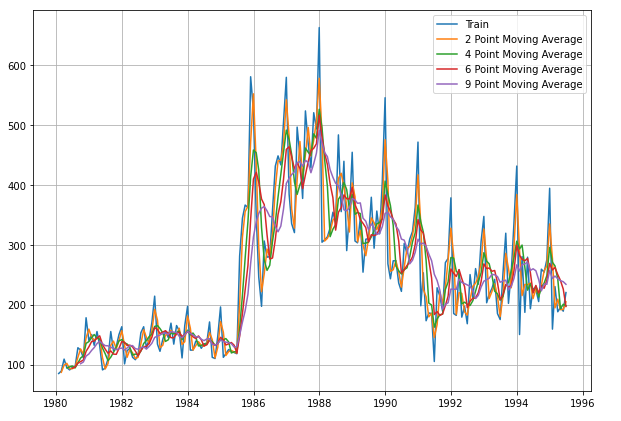 Train
2 Point Moving Average
4 Point Moving Average
6 Point Moving Average
9 Point Moving Average
600
500
400
300
200
100
1980 1982 1984 1986 1988 1990 1992 1994 1996